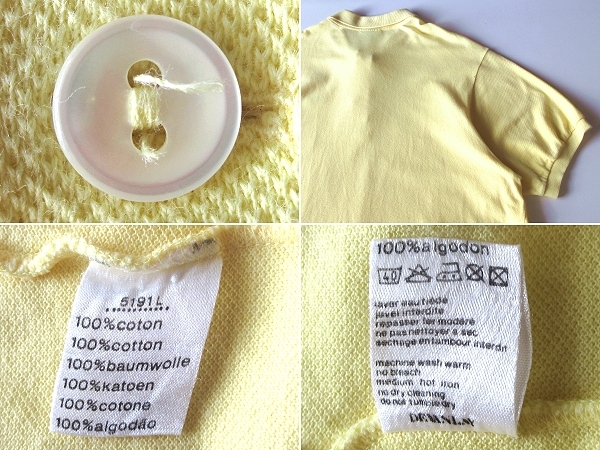 5191L
100%coton
100%cotton
100%baumwolle
100%katoen
100%cotone
100%algodão
100%algodon
40
laver eau tiede
javel interdite
repasser fer modere
ne pas nettoyer a sec
sechage en tambour interdit
machine wash warm
no bleach
medium hot iron
no dry cleaning
do not tumble dry